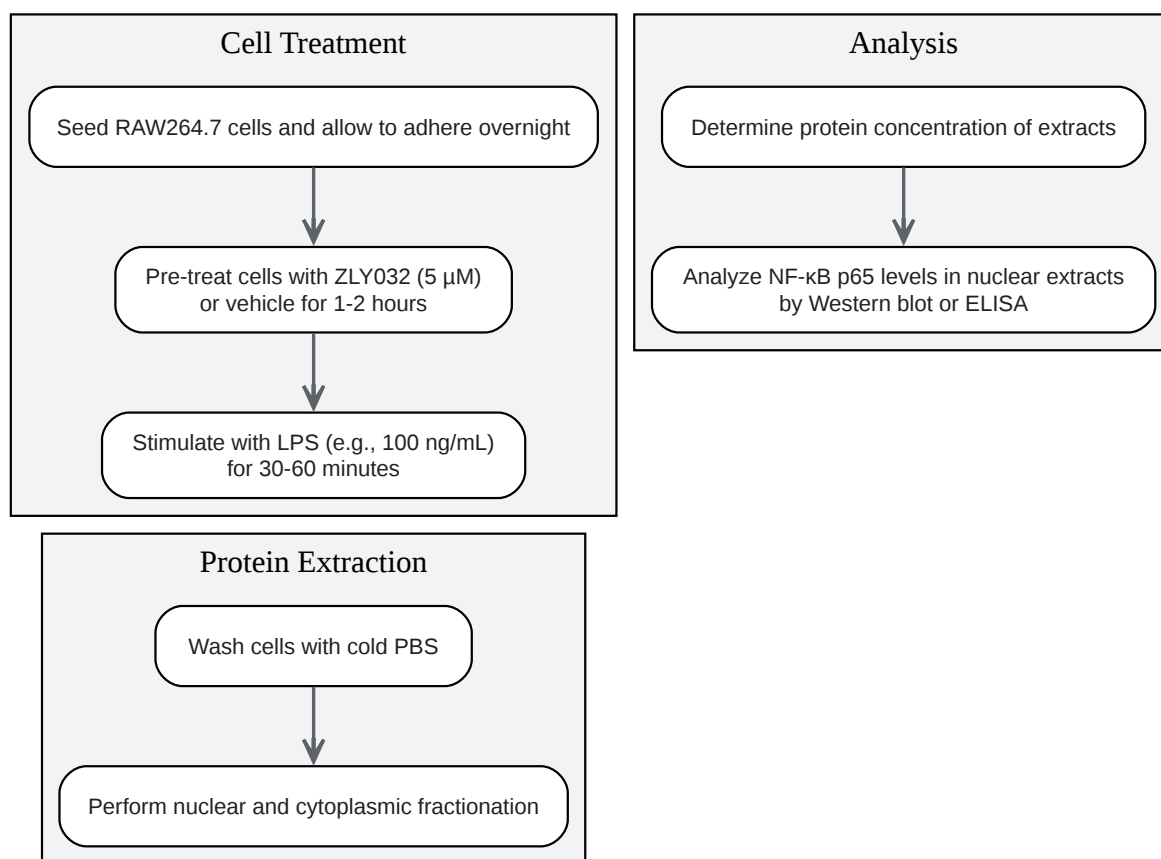 Cell Treatment
Seed RAW264.7 cells and allow to adhere overnight
Pre-treat cells with ZLY032 (5 µM)
or vehicle for 1-2 hours
Stimulate with LPS (e.g., 100 ng/mL)
for 30-60 minutes
Protein Extraction
Wash cells with cold PBS
Perform nuclear and cytoplasmic fractionation
Analysis
Determine protein concentration of extracts
Analyze NF-κB p65 levels in nuclear extracts
by Western blot or ELISA